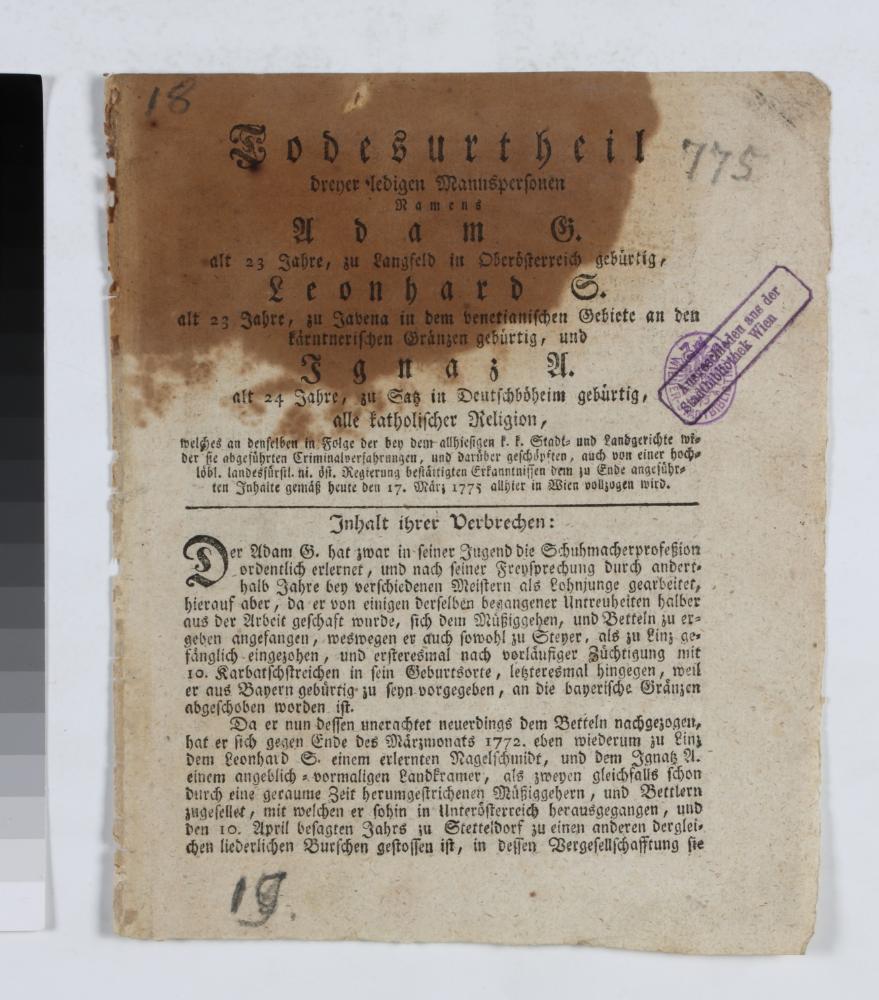 18
775
Todesurtheil
dreyer ledigen Mannspersonen
Namens
Adam G.
alt 23 Jahre, zu Langfeld in Oberösterreich gebürtig,
Leonhard S.
alt 23 Jahre, zu Javena in dem venetianischen Gebiete an den
kärntnerischen Gränzen gebürtig, und
Ignaz A.
alt 24 Jahre, zu Satz in Deutschböheim gebürtig,
alle katholischer Religion,
welches an denselben in Folge der bey dem allhiesigen k. k. Stadt- und Landgerichte wi-
der sie abgeführten Criminalverfahrungen, und darüber geschöpften, auch von einer hoch-
löbl. landesfürstl. ni. öst. Regierung bestättigten Erkanntnissen dem zu Ende angeführ-
ten Inhalte gemäß heute den 17. März 1775 allhier in Wien vollzogen wird.
Ausgeschieden aus der
Stadtbibliothek Wien
Inhalt ihrer Verbrechen:
Der Adam G. hat zwar in seiner Jugend die Schuhmacherprofeßion
ordentlich erlernet, und nach seiner Freysprechung durch andert-
halb Jahre bey verschiedenen Meistern als Lohnjunge gearbeitet,
hierauf aber, da er von einigen derselben begangener Untreuheiten halber
aus der Arbeit geschaft wurde, sich dem Müßiggehen, und Betteln zu er-
geben angefangen, weswegen er auch sowohl zu Steyer, als zu Linz ge-
fänglich eingezohen, und ersteresmal nach vorläufiger Züchtigung mit
10. Karbatschstreichen in sein Geburtsorte, letzteresmal hingegen, weil
er aus Bayern gebürtig zu seyn vorgegeben, an die bayerische Gränzen
abgeschoben worden ist.
Da er nun dessen unerachtet neuerdings dem Betteln nachgezogen,
hat er sich gegen Ende des Märzmonats 1772. eben wiederum zu Linz
dem Leonhard S. einem erlernten Nagelschmidt, und dem Ignatz A.
einem angeblich-vormaligen Landkramer, als zweyen gleichfalls schon
durch eine geraume Zeit herumgestrichenen Müßiggehern, und Bettlern
zugesellet, mit welchen er sohin in Unterösterreich herausgegangen, und
den 10. April besagten Jahrs zu Stetteldorf zu einen anderen derglei-
chen liederlichen Burschen gestossen ist, in dessen Vergesellschafftung sie
19.